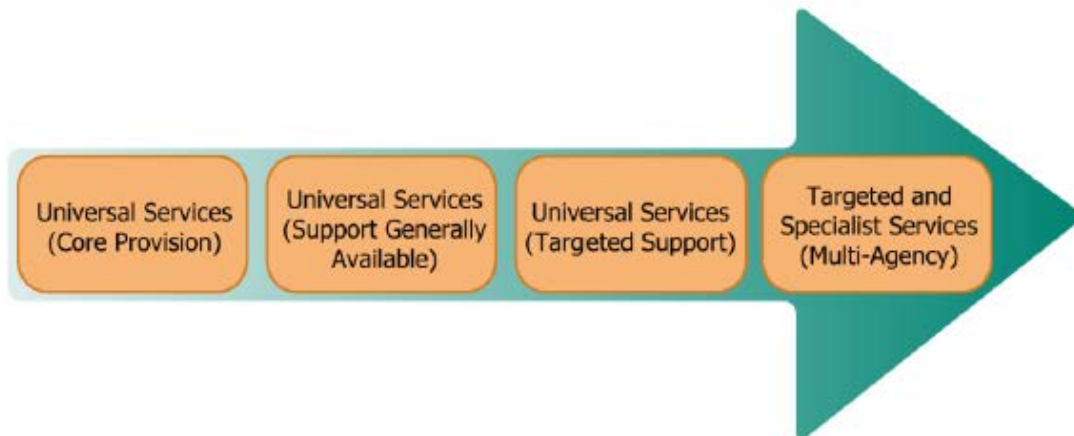 Universal Services
(Core Provision)
Universal Services
(Support Generally
Available)
Universal Services
(Targeted Support)
Targeted and
Specialist Services
(Multi-Agency)